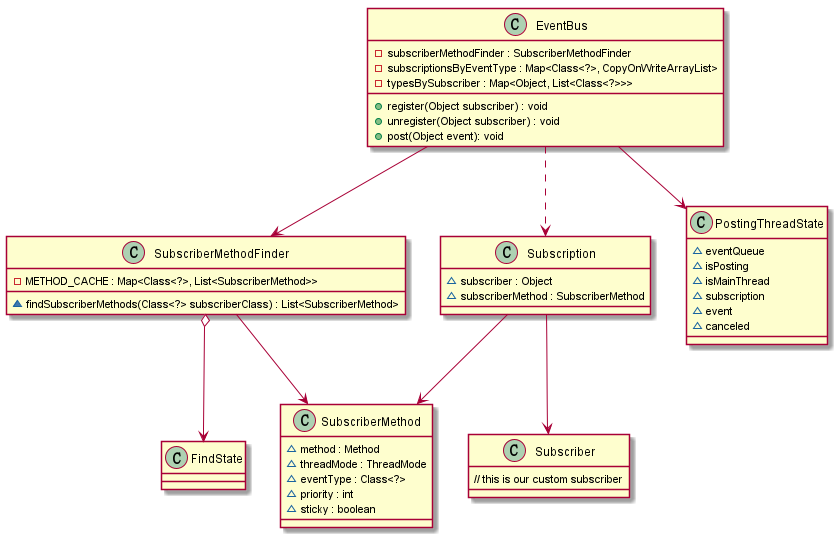 C EventBus
subscriberMethodFinder : SubscriberMethodFinder
subscriptionsByEventType : Map<Class<?>, CopyOnWriteArrayList>
typesBySubscriber : Map<Object, List<Class<?>>>
register(Object subscriber) : void
unregister(Object subscriber) : void
post(Object event): void
C SubscriberMethodFinder
METHOD_CACHE : Map<Class<?>, List<SubscriberMethod>>
findSubscriberMethods(Class<?> subscriberClass) : List<SubscriberMethod>
C Subscription
subscriber : Object
subscriberMethod : SubscriberMethod
C PostingThreadState
eventQueue
isPosting
isMainThread
subscription
event
canceled
C FindState
C SubscriberMethod
method : Method
threadMode : ThreadMode
eventType : Class<?>
priority : int
sticky : boolean
C Subscriber
// this is our custom subscriber